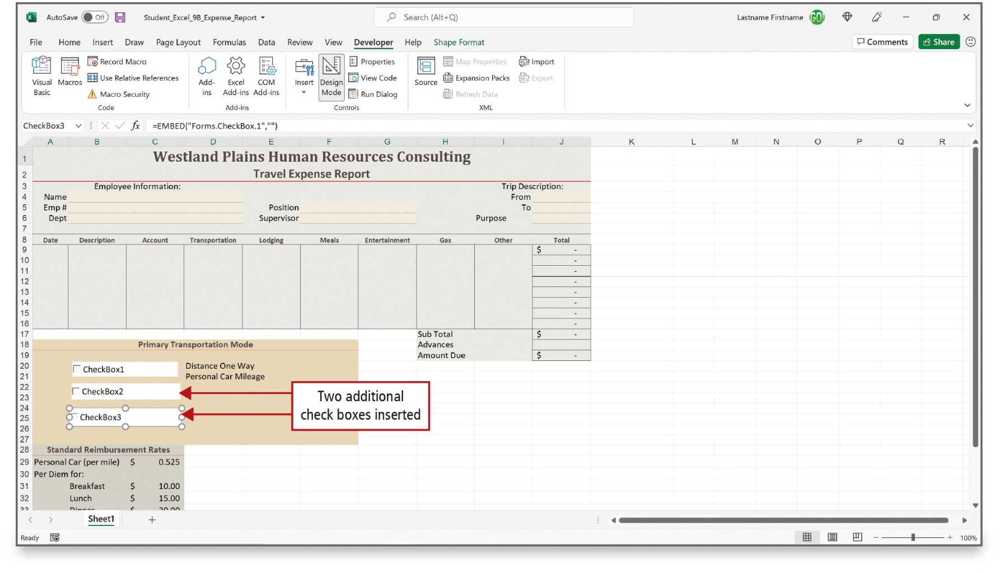 AutoSave Off Student_Excel_9B_Expense_Report Search (Alt+Q) Lastname Firstname GO
File Home Insert Draw Page Layout Formulas Data Review View Developer Help Shape Format Comments Share
Visual Basic
Macros
Record Macro
Use Relative References
Macro Security
Code
Add-ins
Excel Add-ins
COM Add-ins
Add-ins
Insert
Design Mode
Properties
View Code
Run Dialog
Controls
Source
Map Properties
Expansion Packs
Refresh Data
Import
Export
XML
CheckBox3 fx =EMBED("Forms.CheckBox.1","")
A B C D E F G H I J K L M N O P Q R
1 Westland Plains Human Resources Consulting
2 Travel Expense Report
3 Employee Information: Trip Description:
4 Name From
5 Emp # Position To
6 Dept Supervisor Purpose
7
8 Date Description Account Transportation Lodging Meals Entertainment Gas Other Total
9 $ -
10 -
11 -
12 -
13 -
14 -
15 -
16 -
17 Sub Total $ -
18 Primary Transportation Mode Advances
19 Amount Due $ -
20 CheckBox1 Distance One Way
21 Personal Car Mileage
22 CheckBox2
23
24
25 CheckBox3
26
27
Two additional
check boxes inserted
28 Standard Reimbursement Rates
29 Personal Car (per mile) $ 0.525
30 Per Diem for:
31 Breakfast $ 10.00
32 Lunch $ 15.00
33 Dinner $ 20.00
Sheet1
Ready 100%